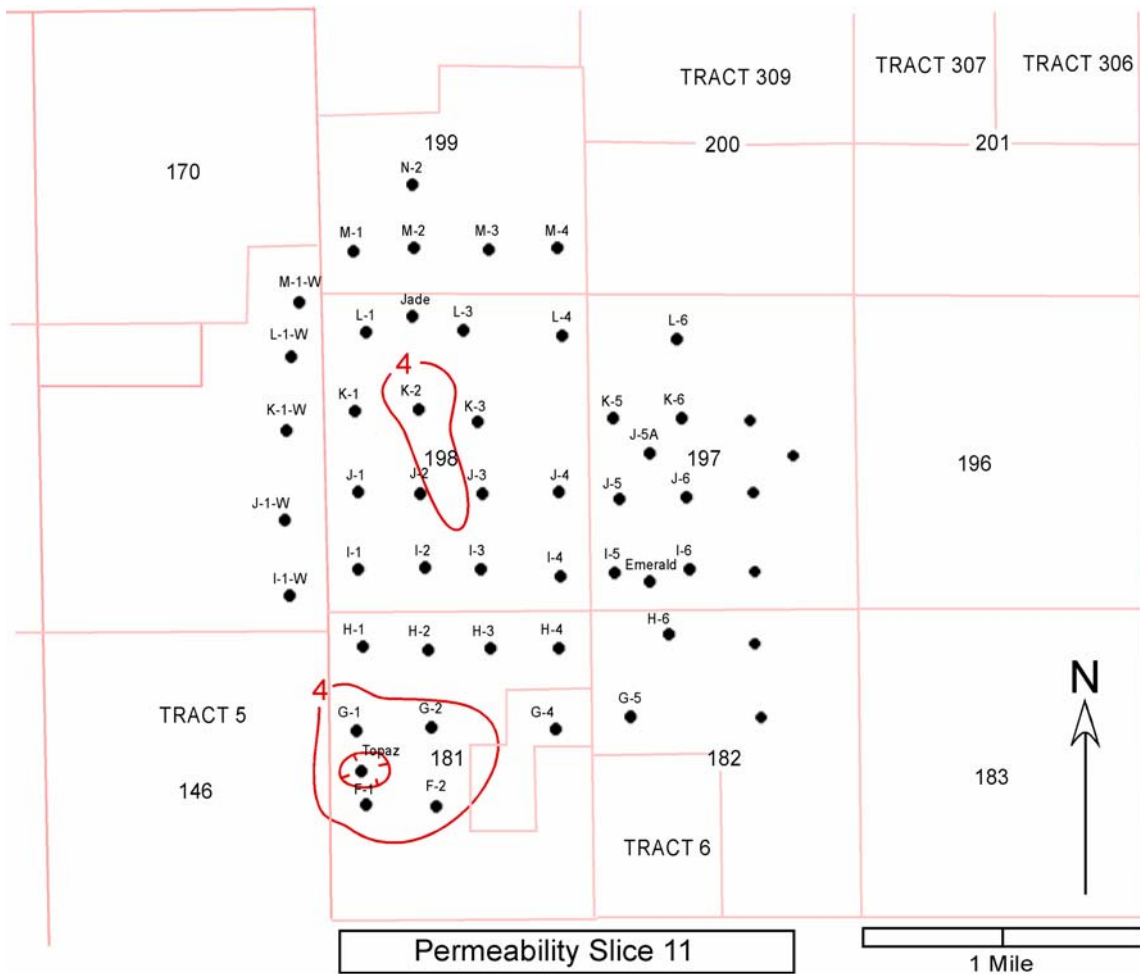 TRACT 309
TRACT 307
TRACT 306
199
200
201
170
N-2
M-1
M-2
M-3
M-4
M-1-W
Jade
L-1
L-3
L-4
L-6
L-1-W
4
K-1
K-2
K-3
K-5
K-6
K-1-W
J-5A
198
197
196
J-1
J-2
J-3
J-4
J-5
J-6
J-1-W
I-1
I-2
I-3
I-4
I-5
Emerald
I-6
I-1-W
H-1
H-2
H-3
H-4
H-6
4
TRACT 5
G-1
G-2
G-4
G-5
N
Topaz
181
182
183
146
F-1
F-2
TRACT 6
Permeability Slice 11
1 Mile